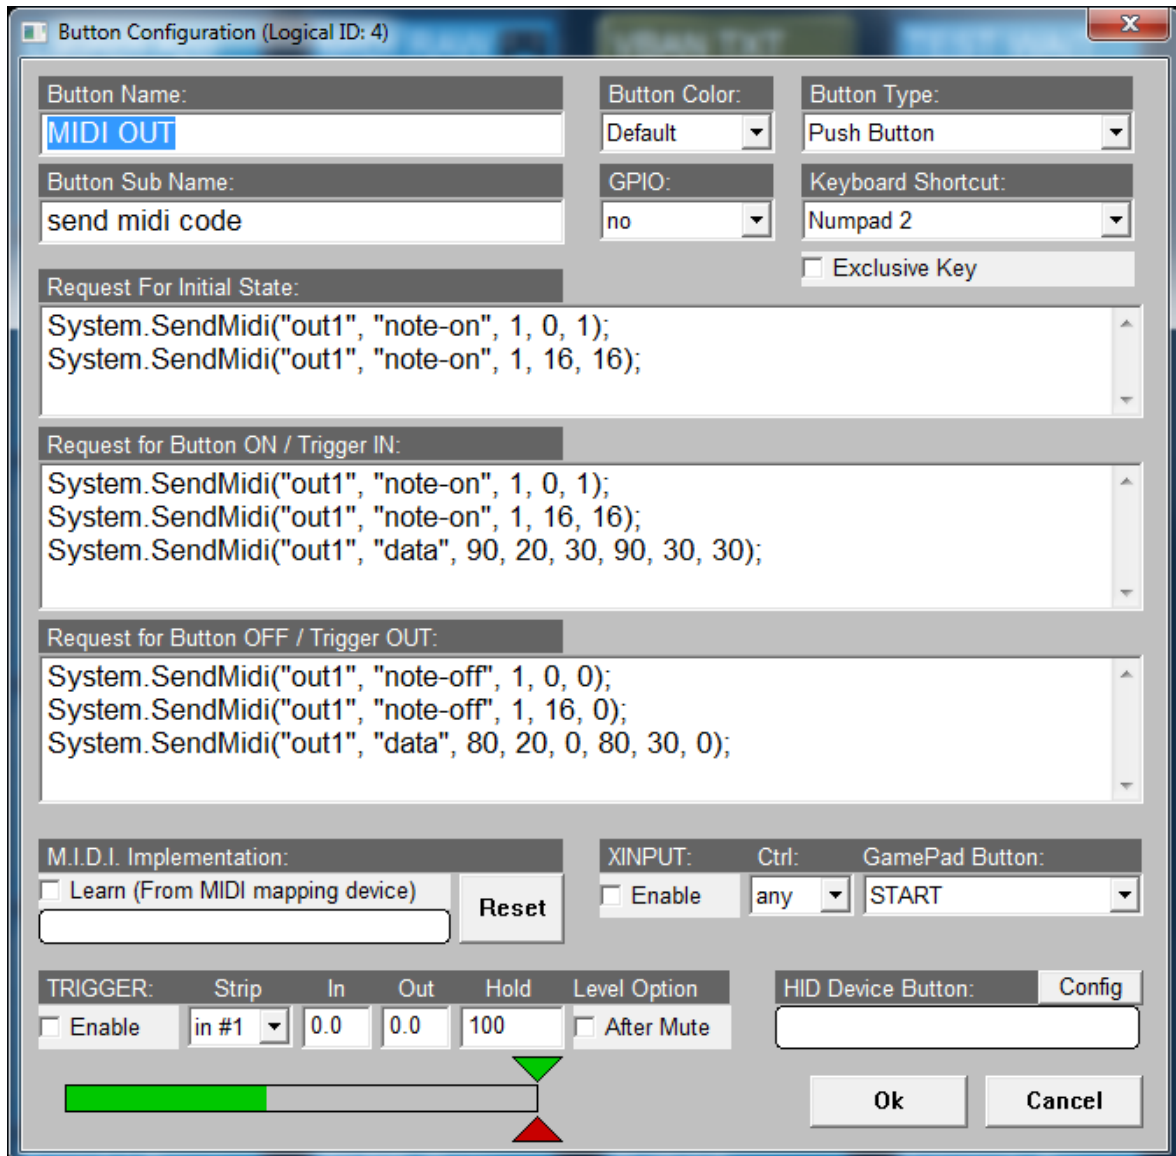 Button Configuration (Logical ID: 4)
VBAN TXT
Button Name:
Button Color:
Button Type:
MIDI OUT
Default
Push Button
Button Sub Name:
GPIO:
Keyboard Shortcut:
send midi code
no
Numpad 2
Exclusive Key
Request For Initial State:
System.SendMidi("out1", "note-on", 1, 0, 1);
System.SendMidi("out1", "note-on", 1, 16, 16);
Request for Button ON / Trigger IN:
System.SendMidi("out1", "note-on", 1, 0, 1);
System.SendMidi("out1", "note-on", 1, 16, 16);
System.SendMidi("out1", "data", 90, 20, 30, 90, 30, 30);
Request for Button OFF / Trigger OUT:
System.SendMidi("out1", "note-off", 1, 0, 0);
System.SendMidi("out1", "note-off", 1, 16, 0);
System.SendMidi("out1", "data", 80, 20, 0, 80, 30, 0);
M.I.D.I. Implementation:
XINPUT: Ctrl: GamePad Button:
Learn (From MIDI mapping device)
Reset
Enable any START
TRIGGER: Strip In Out Hold Level Option
HID Device Button: Config
Enable in #1 0.0 0.0 100 After Mute
Ok
Cancel